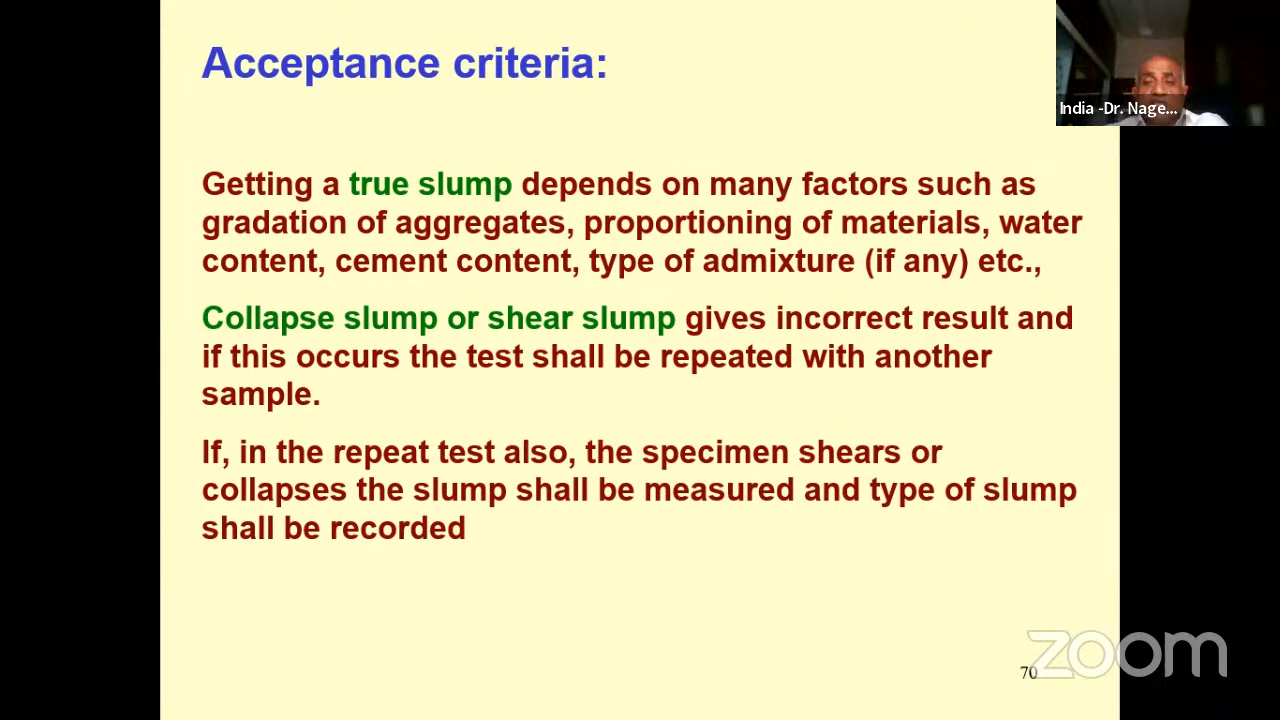 Acceptance criteria:
India -Dr. Nage...
Getting a true slump depends on many factors such as
gradation of aggregates, proportioning of materials, water
content, cement content, type of admixture (if any) etc.,
Collapse slump or shear slump gives incorrect result and
if this occurs the test shall be repeated with another
sample.
If, in the repeat test also, the specimen shears or
collapses the slump shall be measured and type of slump
shall be recorded
70
zoom